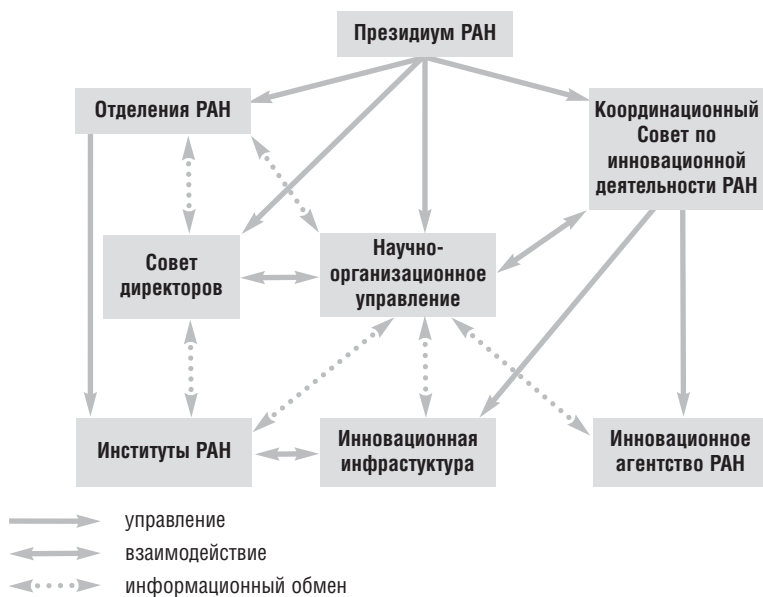 Президиум РАН
Отделения РАН
Координационный
Совет по
инновационной
деятельности РАН
Совет
директоров
Научно-
организационное
управление
Институты РАН
Инновационная
инфрастуктура
Инновационное
агентство РАН
управление
взаимодействие
информационный обмен